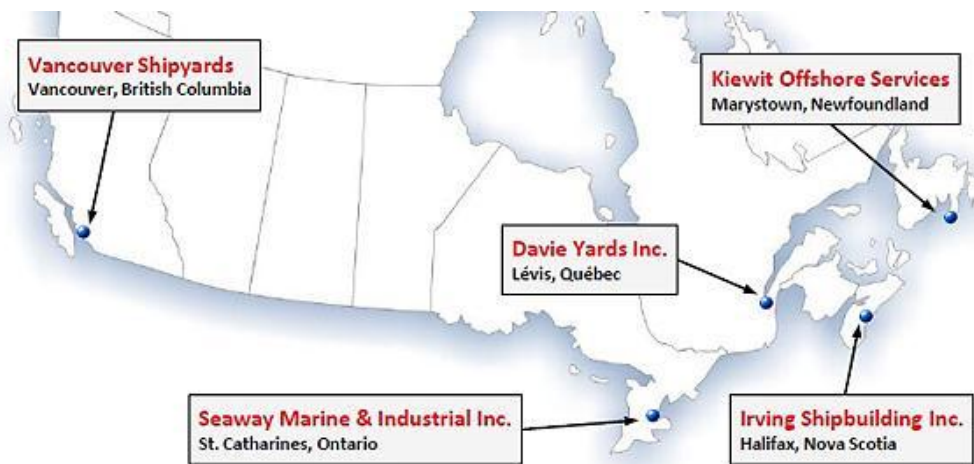 Vancouver Shipyards
Vancouver, British Columbia
Kiewit Offshore Services
Marystown, Newfoundland
Davie Yards Inc.
Lévis, Québec
Seaway Marine & Industrial Inc.
St. Catharines, Ontario
Irving Shipbuilding Inc.
Halifax, Nova Scotia